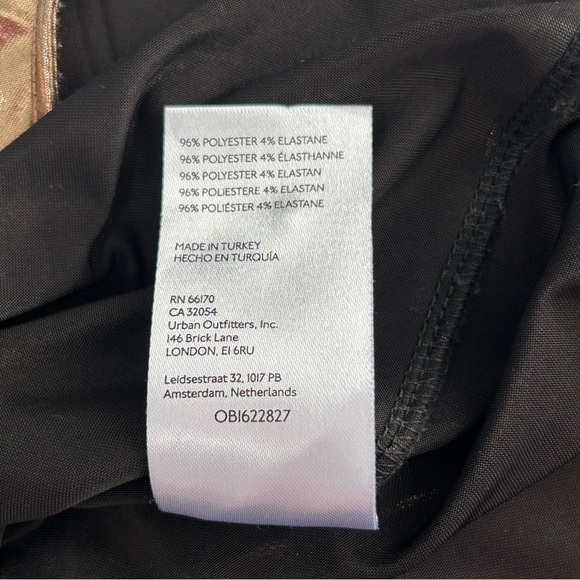 96% POLYESTER 4% ELASTANE
96% POLYESTER 4% ÉLASTHANNE
96% POLYESTER 4% ELASTAN
96% POLIESTERE 4% ELASTAN
96% POLIÉSTER 4% ELASTANE
MADE IN TURKEY
HECHO EN TURQUÍA
RN 66170
CA 32054
Urban Outfitters, Inc.
146 Brick Lane
LONDON, E1 6RU
Leidsestraat 32, 1017 PB
Amsterdam, Netherlands
OB1622827